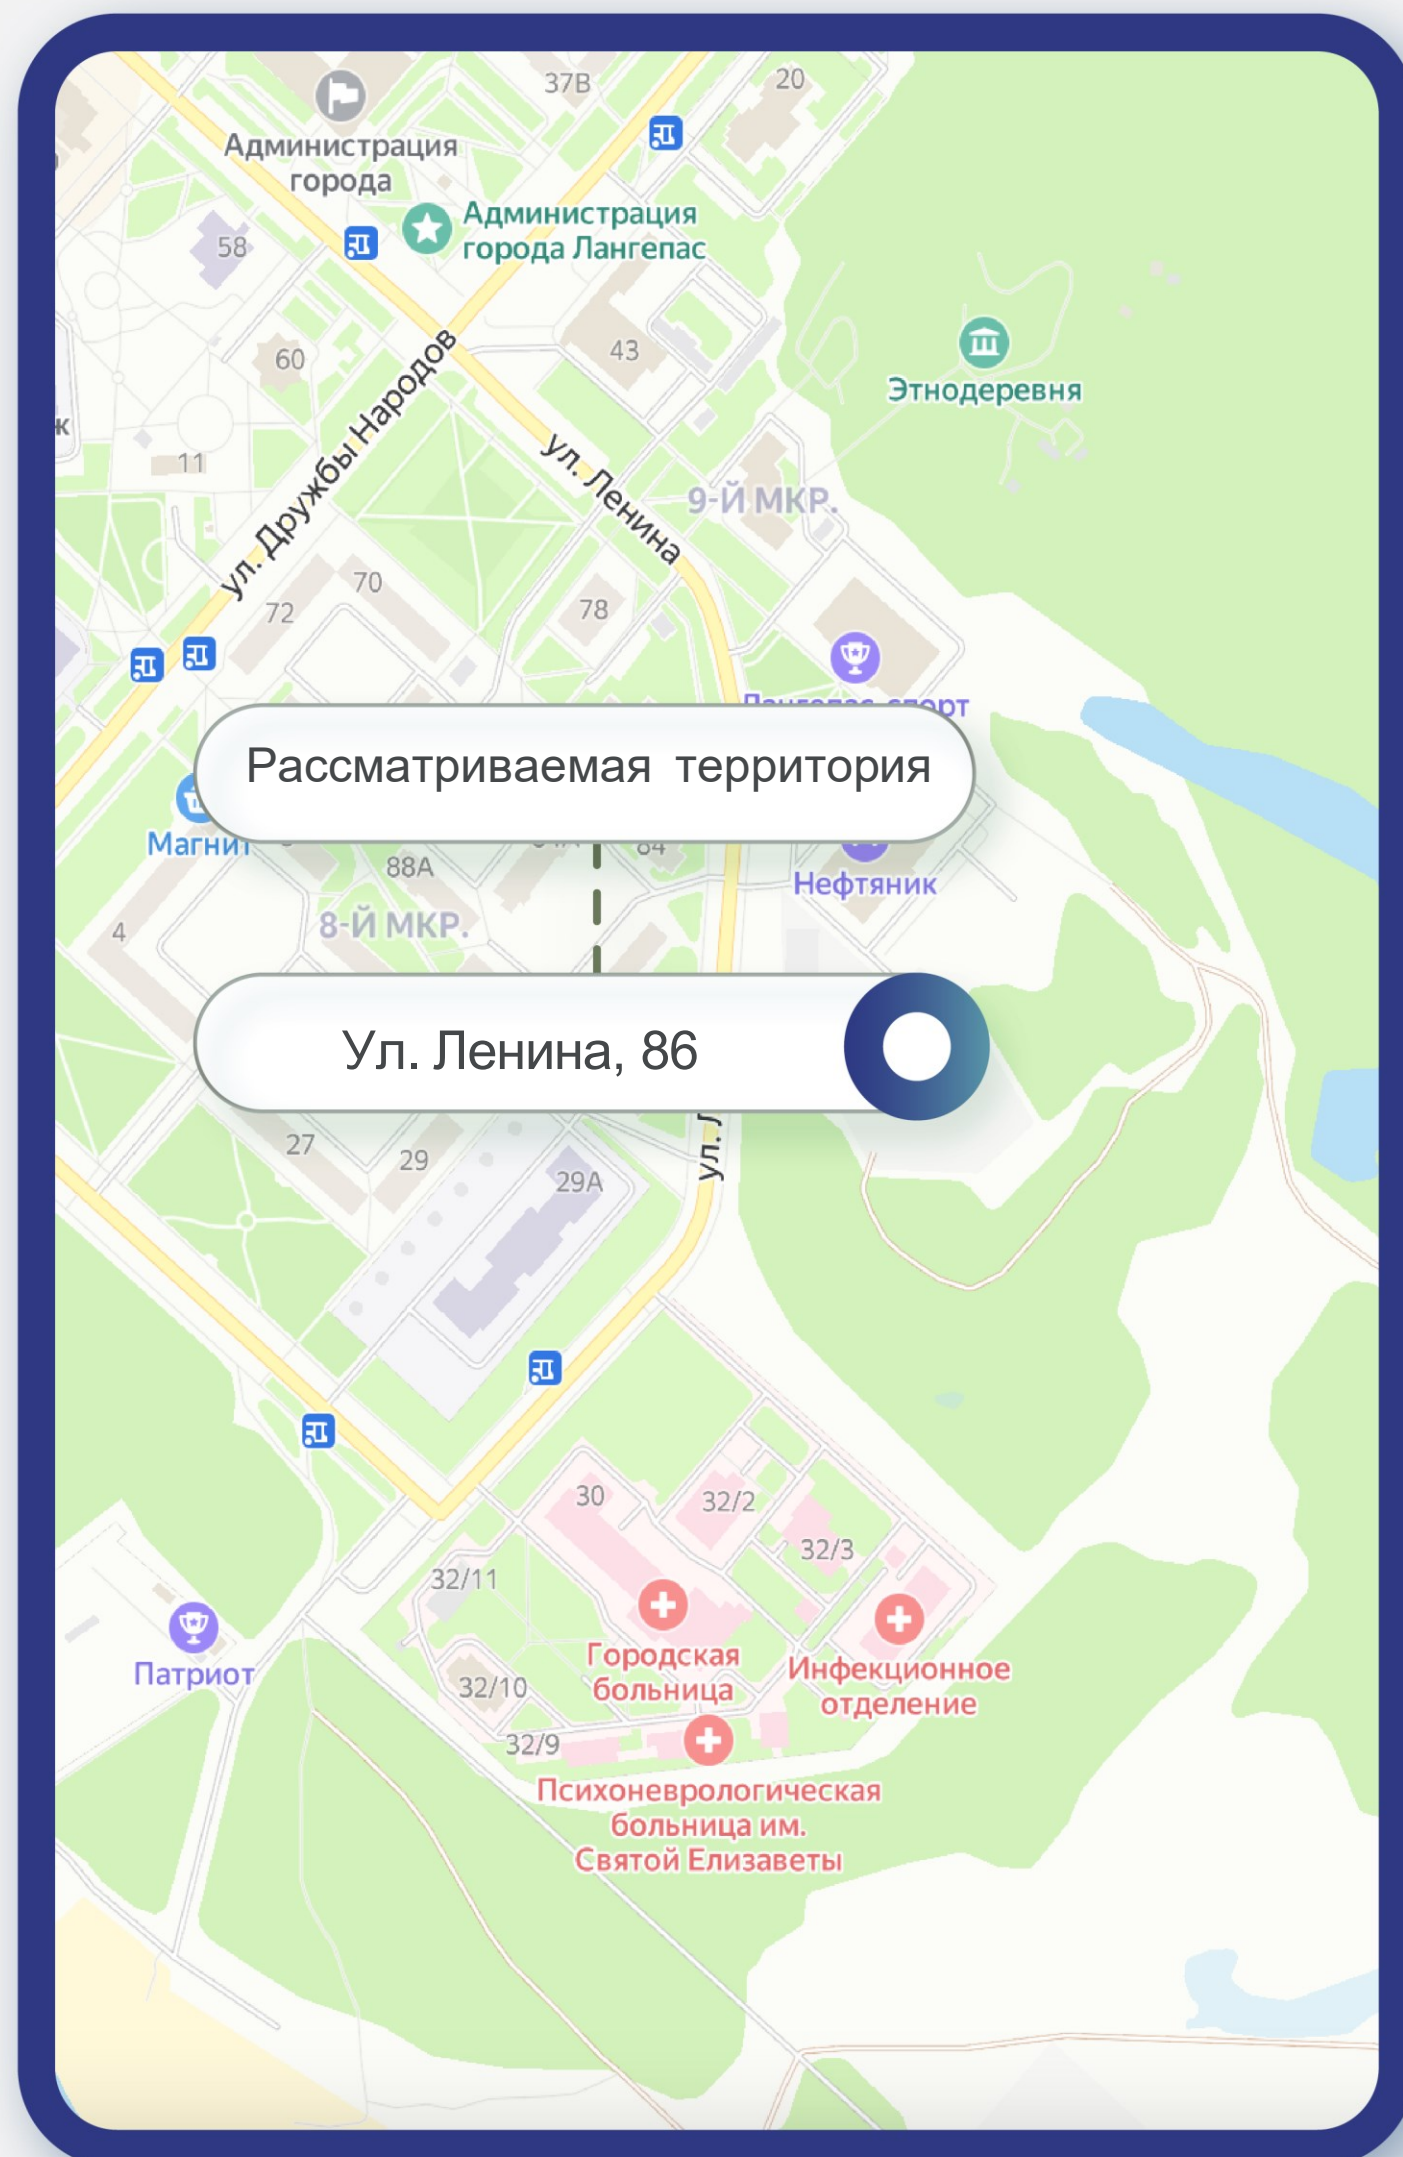 37В
20
Администрация
города
Администрация
города Лангепас
58
60
43
Этнодеревня
ж
11
ул. Дружбы Народов
ул. Ленина
9-Й МКР.
70
72
78
Рассматриваемая территория
Магнит
88А
84
Нефтяник
4
8-Й МКР.
Ул. Ленина, 86
ул. Л
27
29
29А
30
32/2
32/3
32/11
Городская
больница
Инфекционное
отделение
Патриот
32/10
32/9
Психоневрологическая
больница им.
Святой Елизаветы